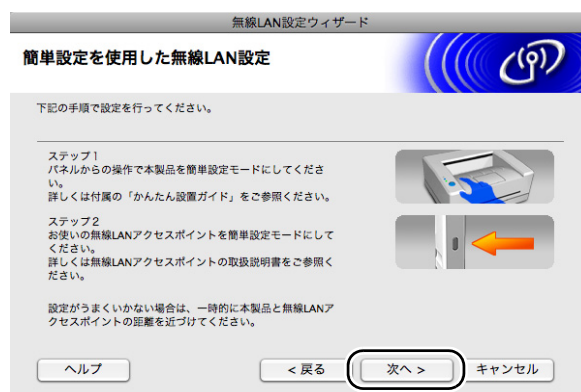 無線LAN設定ウィザード
簡単設定を使用した無線LAN設定
下記の手順で設定を行ってください。
ステップ1
パネルからの操作で本製品を簡単設定モードにしてくださ
い。
詳しくは付属の「かんたん設置ガイド」をご参照ください。
ステップ2
お使いの無線LANアクセスポイントを簡単設定モードにして
ください。
詳しくは無線LANアクセスポイントの取扱説明書をご参照く
ださい。
設定がうまくいかない場合は、一時的に本製品と無線LANア
クセスポイントの距離を近づけてください。
ヘルプ
< 戻る
次へ >
キャンセル